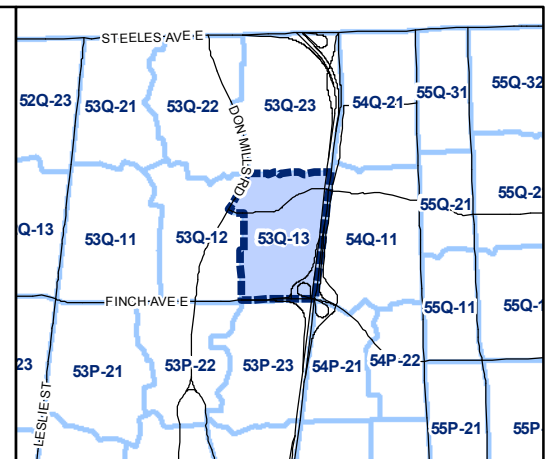 STEELES AVE E
52Q-23
53Q-21
53Q-22
53Q-23
54Q-21
55Q-31
55Q-32
DON MILLS RD
Q-13
53Q-11
53Q-12
53Q-13
54Q-11
55Q-21
55Q-2
FINCH AVE E
55Q-11
55Q-1
23
53P-21
53P-22
53P-23
54P-21
54P-22
LESLIE ST
55P-21
55P-